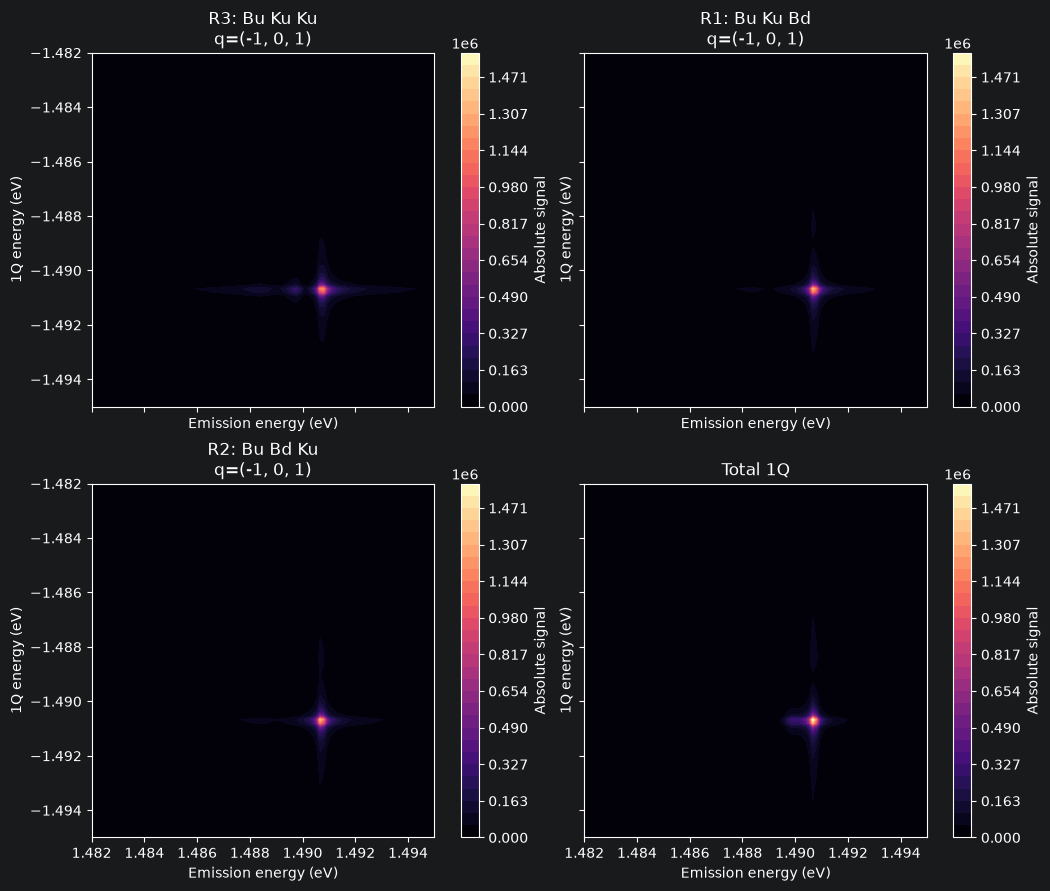 R3: Bu Ku Ku
q=(-1, 0, 1)
1e6
−1.482
−1.484
−1.486
−1.488
−1.490
−1.492
−1.494
1Q energy (eV)
Emission energy (eV)
1.471
1.307
1.144
0.980
0.817
0.654
0.490
0.327
0.163
0.000
Absolute signal
R1: Bu Ku Bd
q=(-1, 0, 1)
1e6
1Q energy (eV)
Emission energy (eV)
1.471
1.307
1.144
0.980
0.817
0.654
0.490
0.327
0.163
0.000
Absolute signal
R2: Bu Bd Ku
q=(-1, 0, 1)
1e6
−1.482
−1.484
−1.486
−1.488
−1.490
−1.492
−1.494
1Q energy (eV)
1.482 1.484 1.486 1.488 1.490 1.492 1.494
Emission energy (eV)
1.471
1.307
1.144
0.980
0.817
0.654
0.490
0.327
0.163
0.000
Absolute signal
Total 1Q
1e6
1Q energy (eV)
1.482 1.484 1.486 1.488 1.490 1.492 1.494
Emission energy (eV)
1.471
1.307
1.144
0.980
0.817
0.654
0.490
0.327
0.163
0.000
Absolute signal